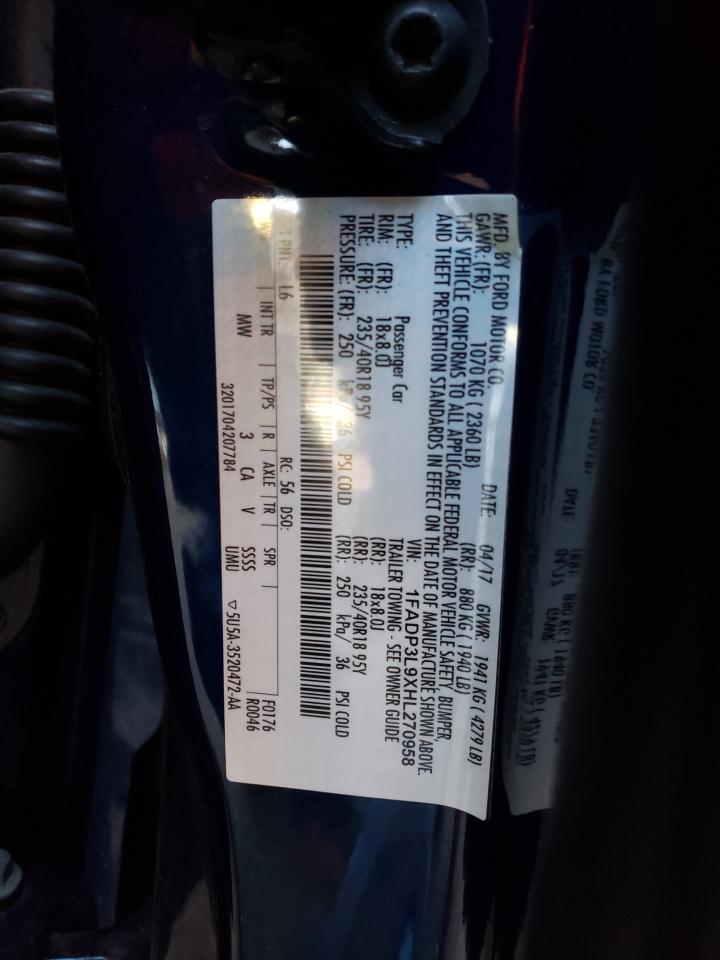 MFD. BY FORD MOTOR CO.
DATE: 04/17 GVWR: 1941 KG ( 4279 LB)
GAWR: (FR): 1070 KG ( 2360 LB) (RR): 880 KG ( 1940 LB)
THIS VEHICLE CONFORMS TO ALL APPLICABLE FEDERAL MOTOR VEHICLE SAFETY, BUMPER,
AND THEFT PREVENTION STANDARDS IN EFFECT ON THE DATE OF MANUFACTURE SHOWN ABOVE.
VIN: 1FADP3L9XHL270958
TYPE: Passenger Car TRAILER TOWING - SEE OWNER GUIDE
RIM: (FR): 18x8.0J (RR): 18x8.0J
TIRE: (FR): 235/40R18 95Y (RR): 235/40R18 95Y
PRESSURE: (FR): 250 kPa/ 36 PSI COLD (RR): 250 kPa/ 36 PSI COLD
PNT: L6 RC: 56 DSO:
INT TR TP/PS R AXLE TR SPR F0176
MW 3 CA V SSSS R0046
3201704207784 UMU ▽ 5U5A-3520472-AA